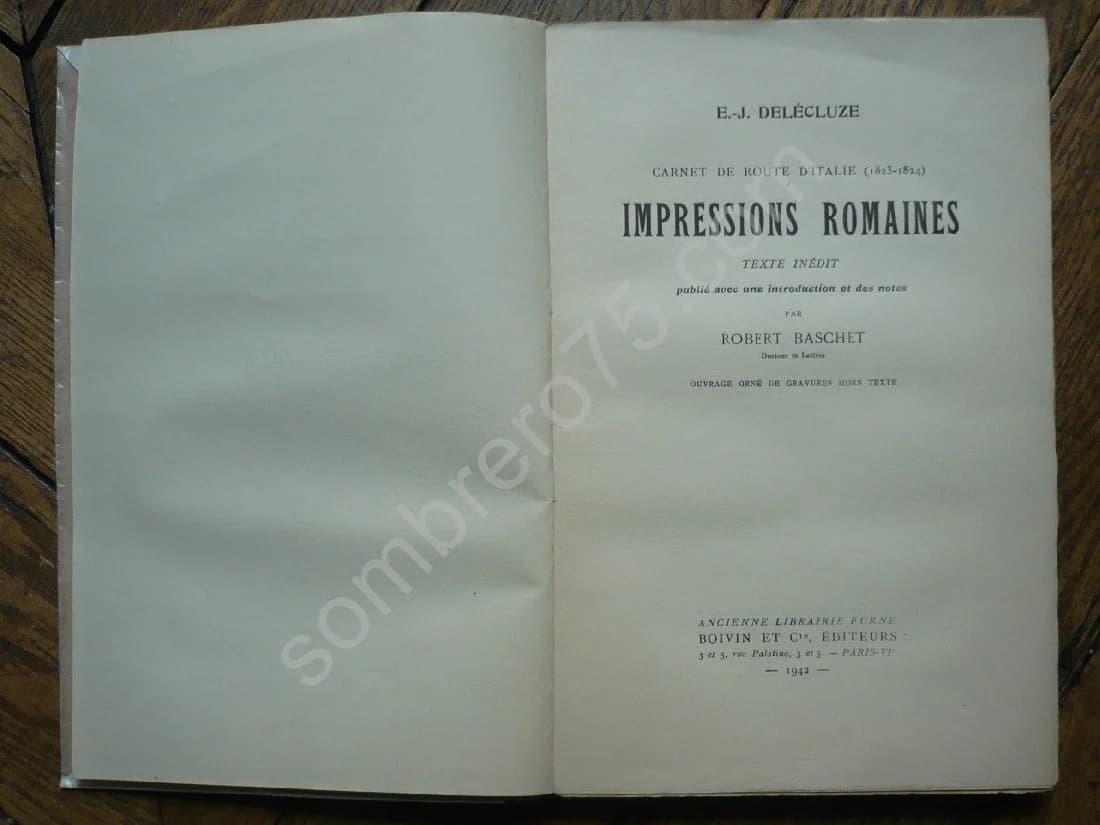 E.-J. DELÉCLUZE
CARNET DE ROUTE D'ITALIE (1823-1824)
IMPRESSIONS ROMAINES
TEXTE INÉDIT
publié avec une introduction et des notes
PAR
ROBERT BASCHET
Docteur ès Lettres
OUVRAGE ORNÉ DE GRAVURES HORS TEXTE
ANCIENNE LIBRAIRIE FURNE
BOIVIN ET Cie, ÉDITEURS
3 et 5, rue Palatine, 3 et 5. — PARIS-VIe
— 1942 —
sombrero75.com